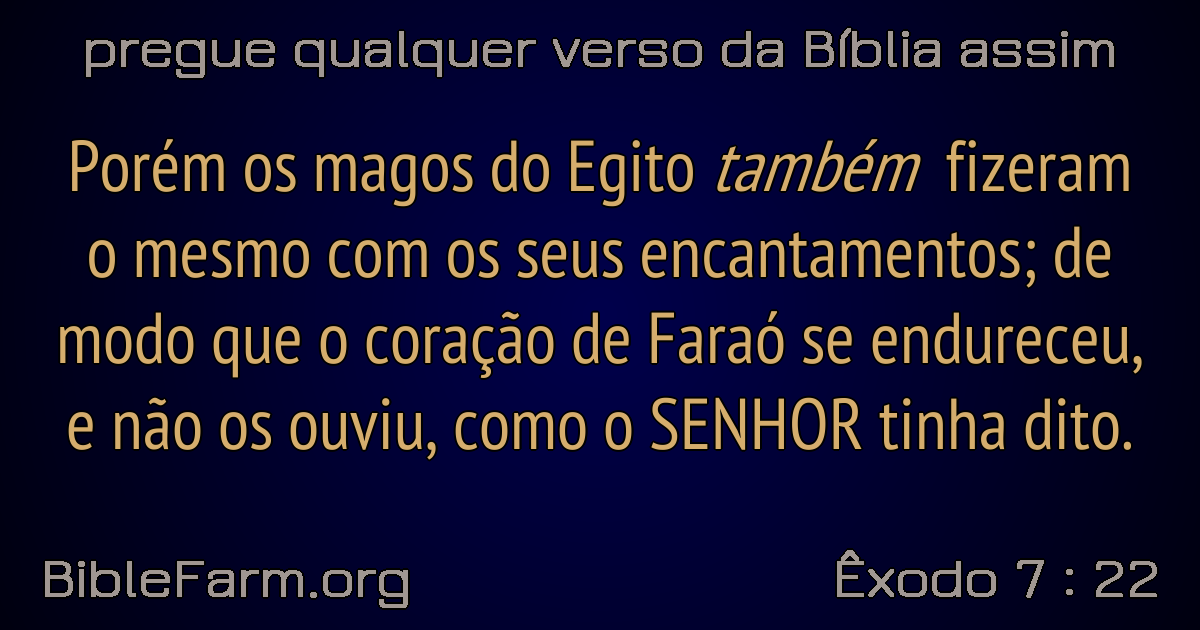 pregue qualquer verso da Bíblia assim
Porém os magos do Egito também fizeram
o mesmo com os seus encantamentos; de
modo que o coração de Faraó se endureceu,
e não os ouviu, como o SENHOR tinha dito.
BibleFarm.org
Êxodo 7 : 22